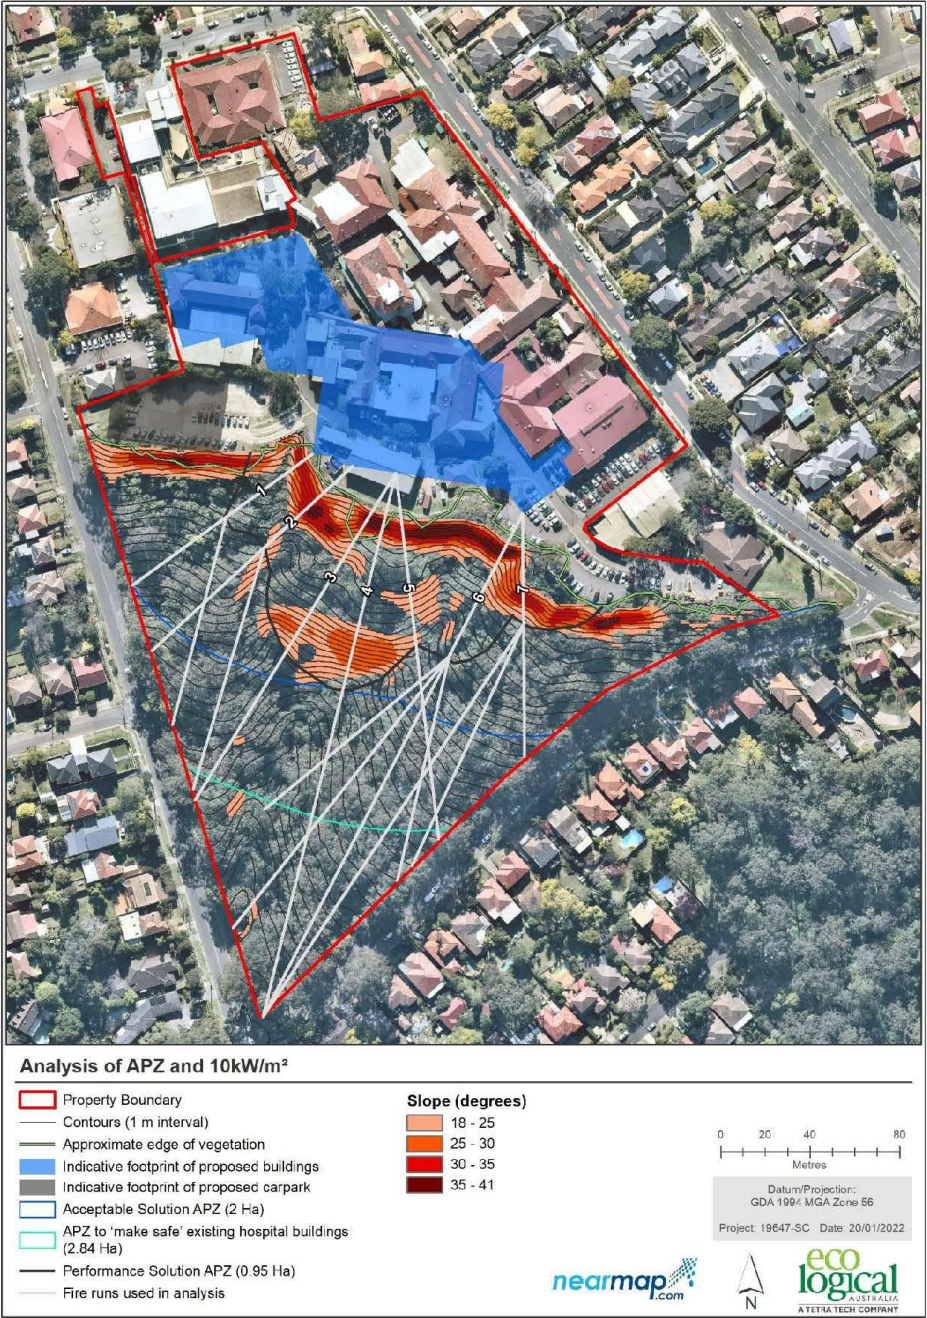 1
2
3
4
5
6
7
Analysis of APZ and 10kW/m²
Property Boundary
Contours (1 m interval)
Approximate edge of vegetation
Indicative footprint of proposed buildings
Indicative footprint of proposed carpark
Acceptable Solution APZ (2 Ha)
APZ to 'make safe' existing hospital buildings
(2.84 Ha)
Performance Solution APZ (0.95 Ha)
Fire runs used in analysis
Slope (degrees)
18 - 25
25 - 30
30 - 35
35 - 41
0 20 40 80
Metres
Datum/Projection:
GDA 1994 MGA Zone 56
Project: 19647-SC Date: 20/01/2022
nearmap
.com
N
eco
logical
AUSTRALIA
A TETRA TECH COMPANY